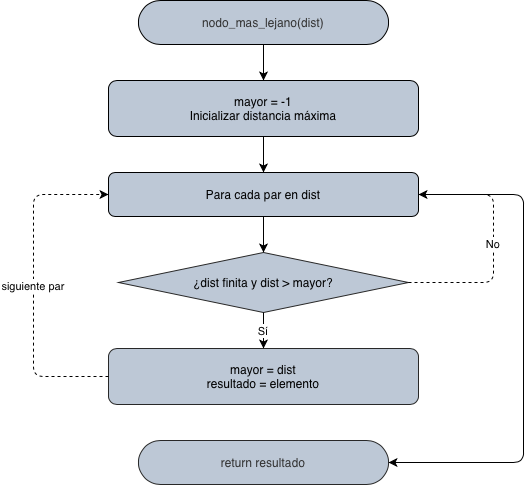 nodo_mas_lejano(dist)
mayor = -1
Inicializar distancia máxima
Para cada par en dist
No
¿dist finita y dist > mayor?
siguiente par
Sí
mayor = dist
resultado = elemento
return resultado